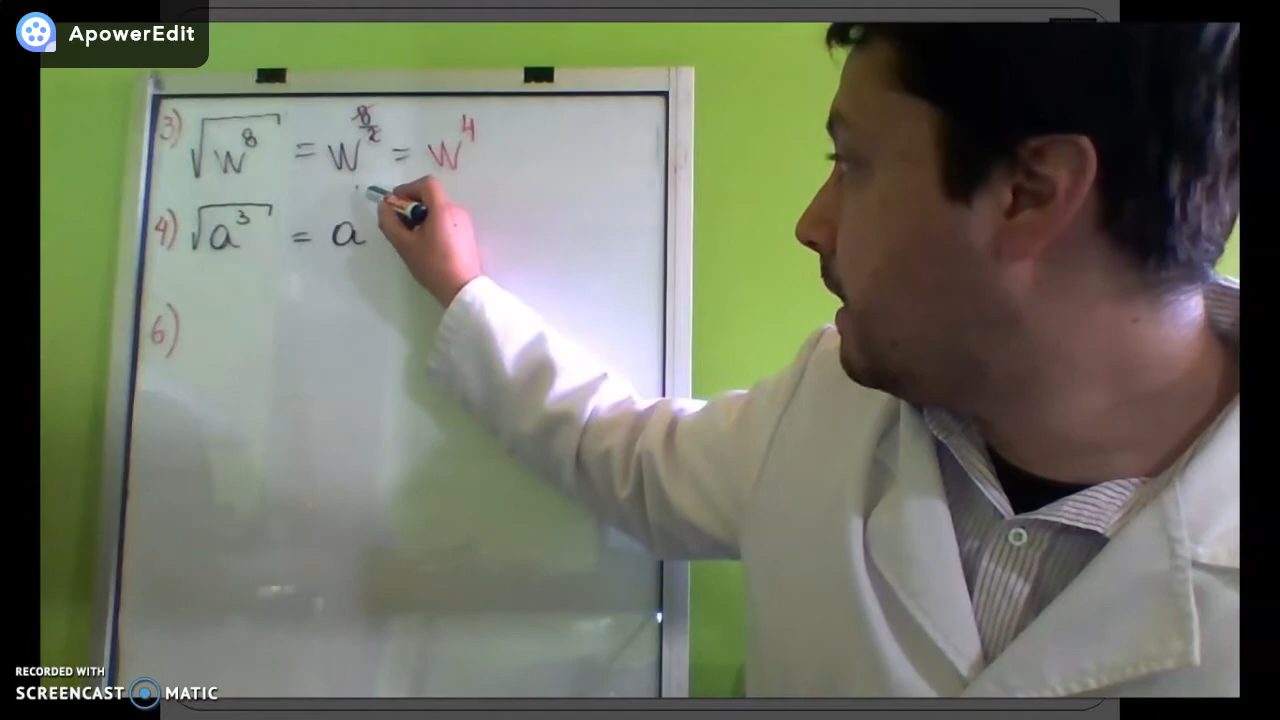 ApowerEdit
3) √w⁸ = w^(8/2) = w⁴
4) √a³ = a
6)
RECORDED WITH
SCREENCAST MATIC